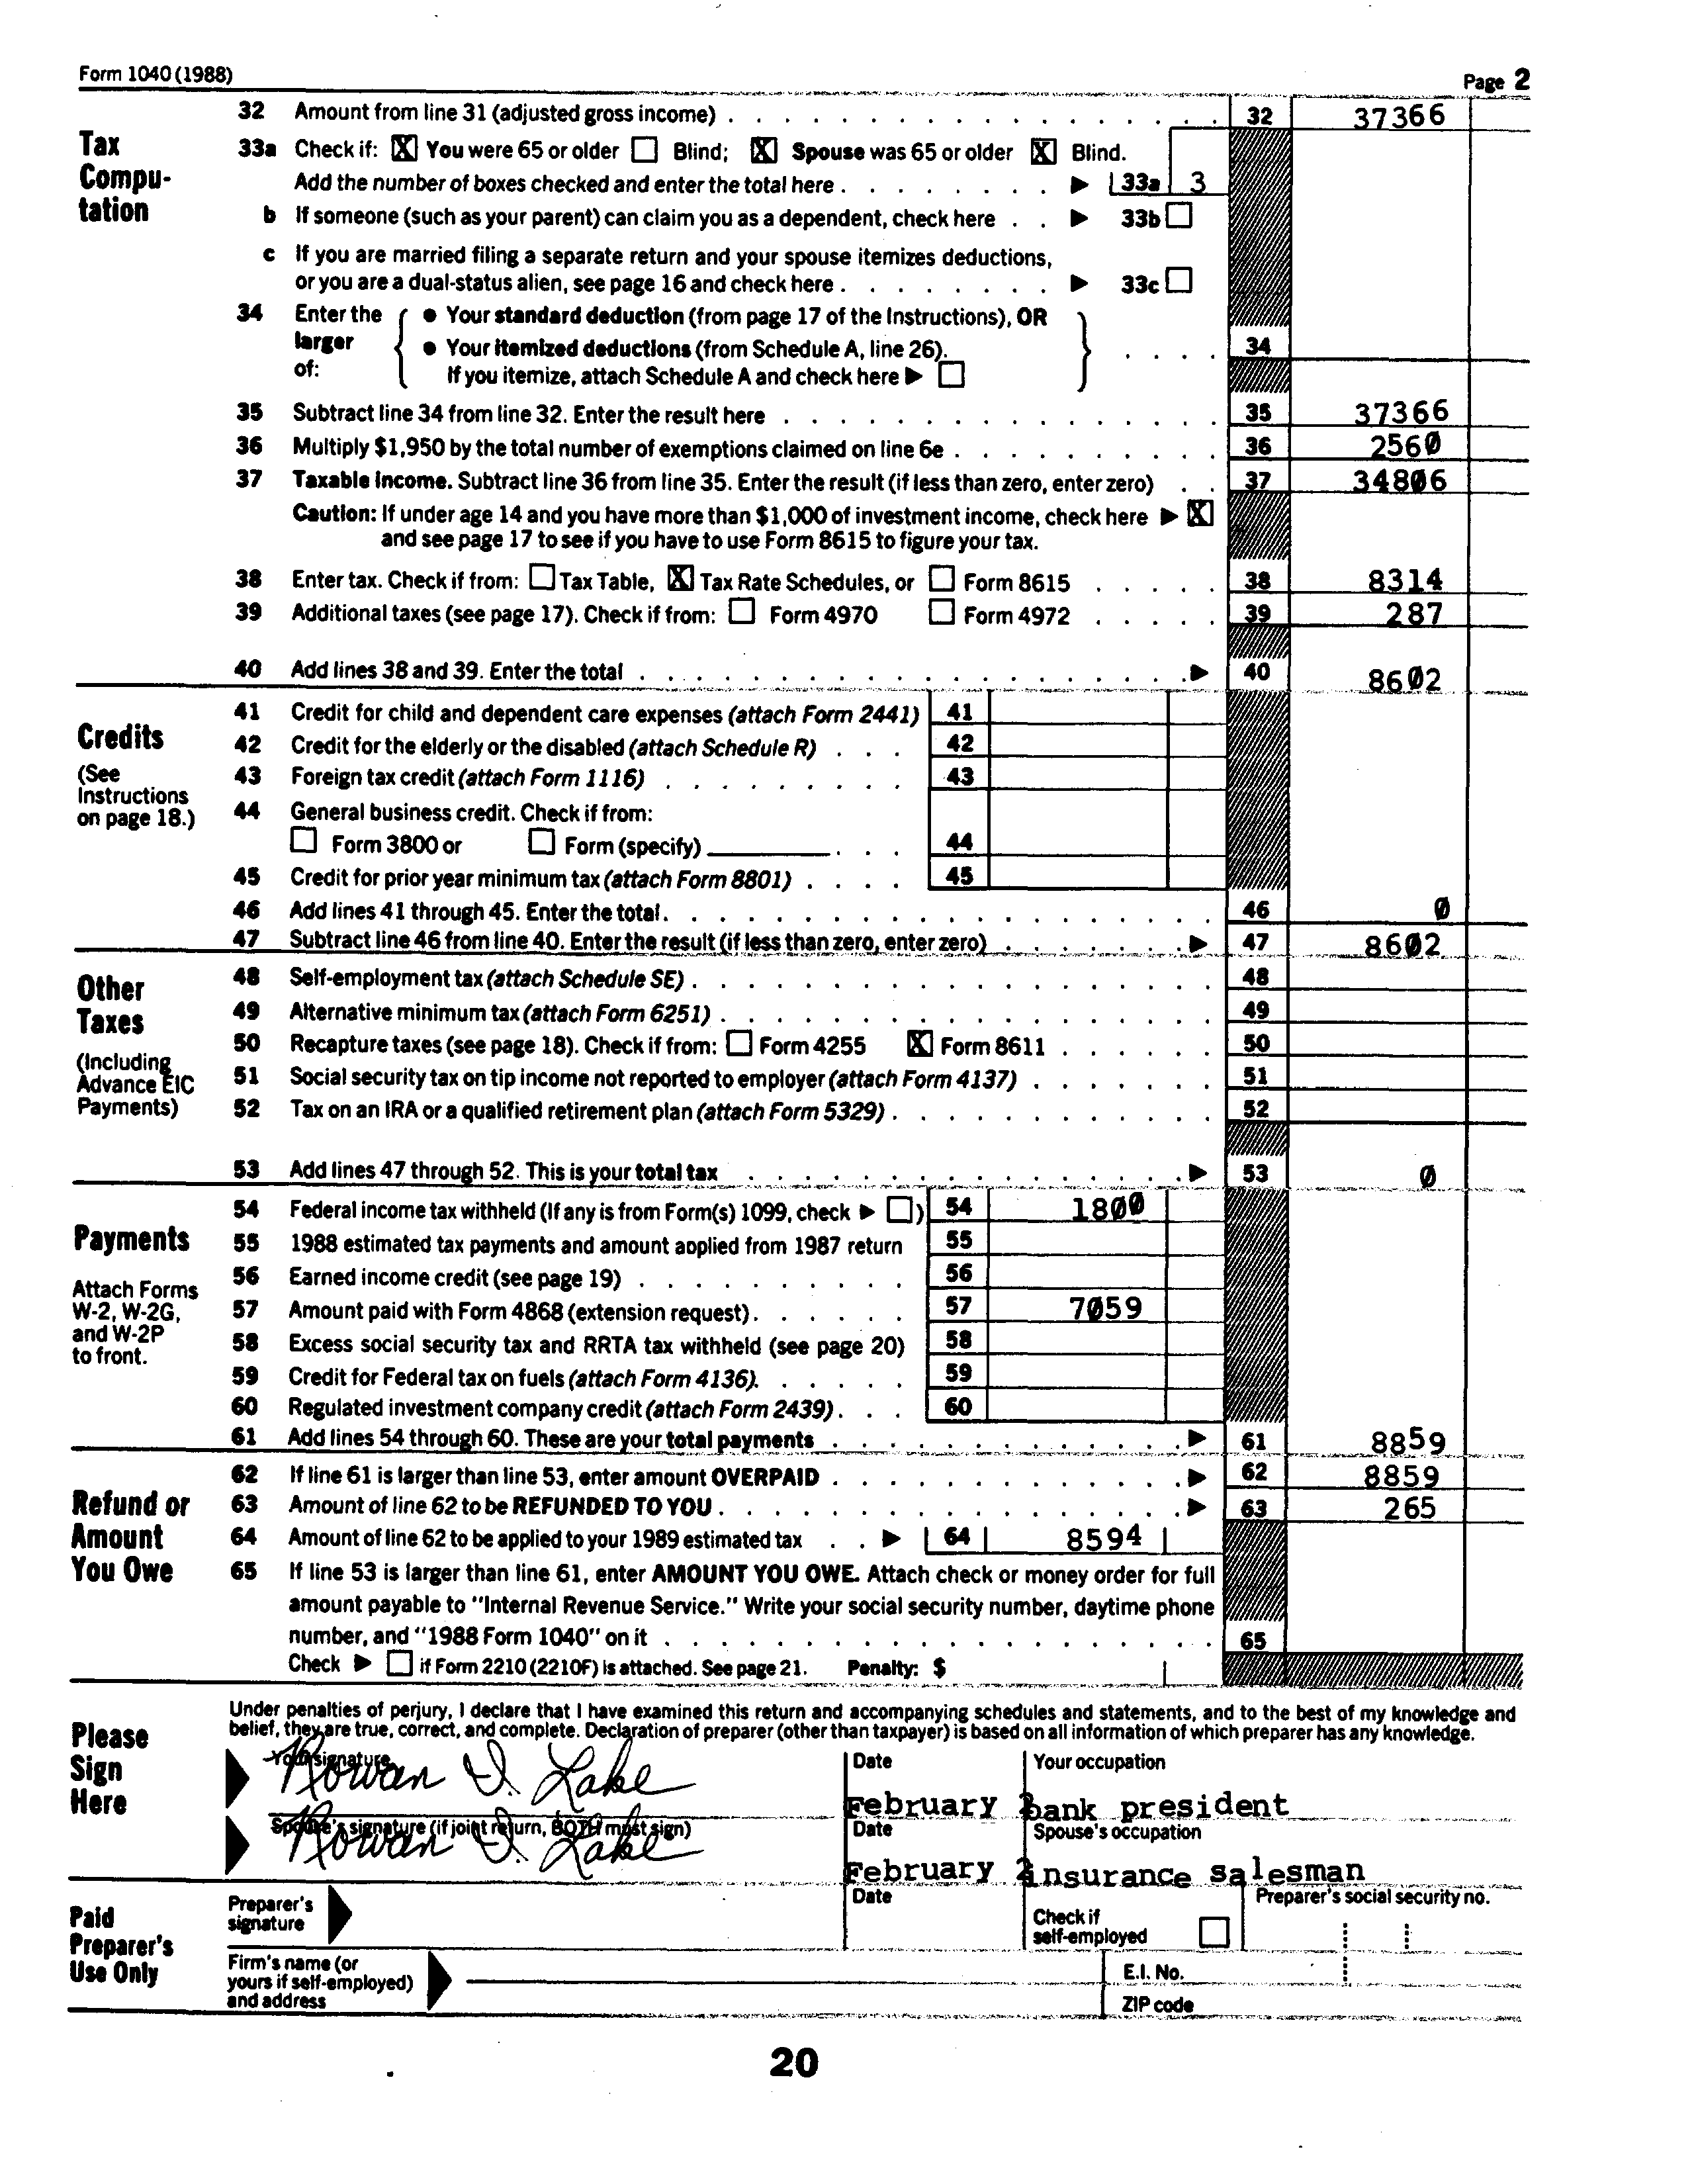 Form 1040 (1988) Page 2
Tax Compu- tation
32 Amount from line 31 (adjusted gross income) . . . . . . . . . . . . . . . . . . 32 37366
33a Check if: [X] You were 65 or older [ ] Blind; [X] Spouse was 65 or older [X] Blind.
Add the number of boxes checked and enter the total here . . . . . . . . ▶ 33a 3
b If someone (such as your parent) can claim you as a dependent, check here . . ▶ 33b [ ]
c If you are married filing a separate return and your spouse itemizes deductions,
or you are a dual-status alien, see page 16 and check here . . . . . . . . ▶ 33c [ ]
34 Enter the larger of:
● Your standard deduction (from page 17 of the Instructions), OR
● Your itemized deductions (from Schedule A, line 26).
If you itemize, attach Schedule A and check here ▶ [ ]
. . . . 34
35 Subtract line 34 from line 32. Enter the result here . . . . . . . . . . . . . . . . 35 37366
36 Multiply $1,950 by the total number of exemptions claimed on line 6e . . . . . . . . . . 36 2560
37 Taxable income. Subtract line 36 from line 35. Enter the result (if less than zero, enter zero) . . 37 34806
Caution: If under age 14 and you have more than $1,000 of investment income, check here ▶ [X]
and see page 17 to see if you have to use Form 8615 to figure your tax.
38 Enter tax. Check if from: [ ] Tax Table, [X] Tax Rate Schedules, or [ ] Form 8615 . . . . . 38 8314
39 Additional taxes (see page 17). Check if from: [ ] Form 4970 [ ] Form 4972 . . . . . 39 287
40 Add lines 38 and 39. Enter the total . . . . . . . . . . . . . . . . . . . . ▶ 40 8602
Credits
(See Instructions on page 18.)
41 Credit for child and dependent care expenses (attach Form 2441) 41
42 Credit for the elderly or the disabled (attach Schedule R) . . . 42
43 Foreign tax credit (attach Form 1116) . . . . . . . . . 43
44 General business credit. Check if from:
[ ] Form 3800 or [ ] Form (specify) . . . 44
45 Credit for prior year minimum tax (attach Form 8801) . . . . 45
46 Add lines 41 through 45. Enter the total. . . . . . . . . . . . . . . . . . . . 46 0
47 Subtract line 46 from line 40. Enter the result (if less than zero, enter zero) . . . . . . . ▶ 47 8602
Other Taxes
(Including Advance EIC Payments)
48 Self-employment tax (attach Schedule SE) . . . . . . . . . . . . . . . . . . . 48
49 Alternative minimum tax (attach Form 6251) . . . . . . . . . . . . . . . . . . 49
50 Recapture taxes (see page 18). Check if from: [ ] Form 4255 [X] Form 8611 . . . . . . 50
51 Social security tax on tip income not reported to employer (attach Form 4137) . . . . . . . 51
52 Tax on an IRA or a qualified retirement plan (attach Form 5329) . . . . . . . . . . . . 52
53 Add lines 47 through 52. This is your total tax . . . . . . . . . . . . . . . . ▶ 53 0
Payments
Attach Forms W-2, W-2G, and W-2P to front.
54 Federal income tax withheld (If any is from Form(s) 1099, check ▶ [ ]) 54 1800
55 1988 estimated tax payments and amount applied from 1987 return 55
56 Earned income credit (see page 19) . . . . . . . . . . 56
57 Amount paid with Form 4868 (extension request) . . . . . . 57 7059
58 Excess social security tax and RRTA tax withheld (see page 20) 58
59 Credit for Federal tax on fuels (attach Form 4136). . . . . . 59
60 Regulated investment company credit (attach Form 2439) . . . 60
61 Add lines 54 through 60. These are your total payments . . . . . . . . . . . . . ▶ 61 8859
Refund or Amount You Owe
62 If line 61 is larger than line 53, enter amount OVERPAID . . . . . . . . . . . . . ▶ 62 8859
63 Amount of line 62 to be REFUNDED TO YOU . . . . . . . . . . . . . . . . . ▶ 63 265
64 Amount of line 62 to be applied to your 1989 estimated tax . . ▶ 64 8594
65 If line 53 is larger than line 61, enter AMOUNT YOU OWE. Attach check or money order for full
amount payable to "Internal Revenue Service." Write your social security number, daytime phone
number, and "1988 Form 1040" on it . . . . . . . . . . . . . . . . . . . . 65
Check ▶ [ ] if Form 2210 (2210F) is attached. See page 21. Penalty: $
Please Sign Here
Under penalties of perjury, I declare that I have examined this return and accompanying schedules and statements, and to the best of my knowledge and
belief, they are true, correct, and complete. Declaration of preparer (other than taxpayer) is based on all information of which preparer has any knowledge.
Your signature Date Your occupation
Rowan I. Lake February bank president
Spouse's signature (if joint return, BOTH must sign) Date Spouse's occupation
Rowan I. Lake February insurance salesman
Paid Preparer's Use Only
Preparer's signature Date Check if self-employed [ ] Preparer's social security no.
Firm's name (or yours if self-employed) and address E.I. No.
ZIP code
20